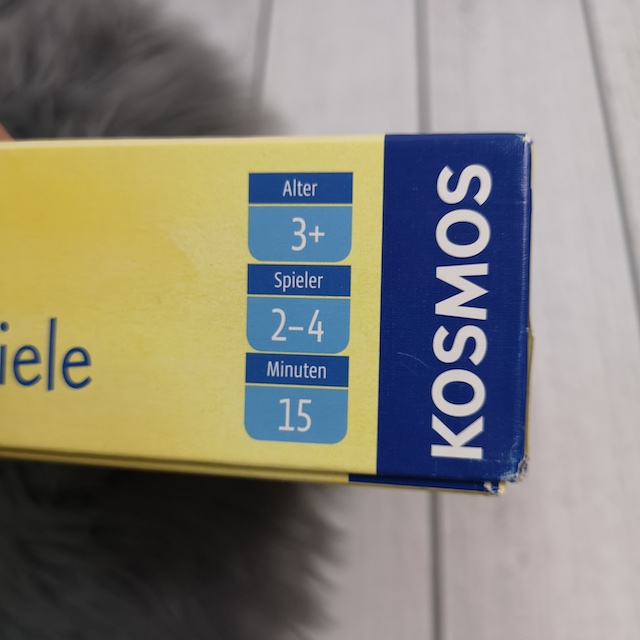 iele
Alter
3+
Spieler
2–4
Minuten
15
KOSMOS